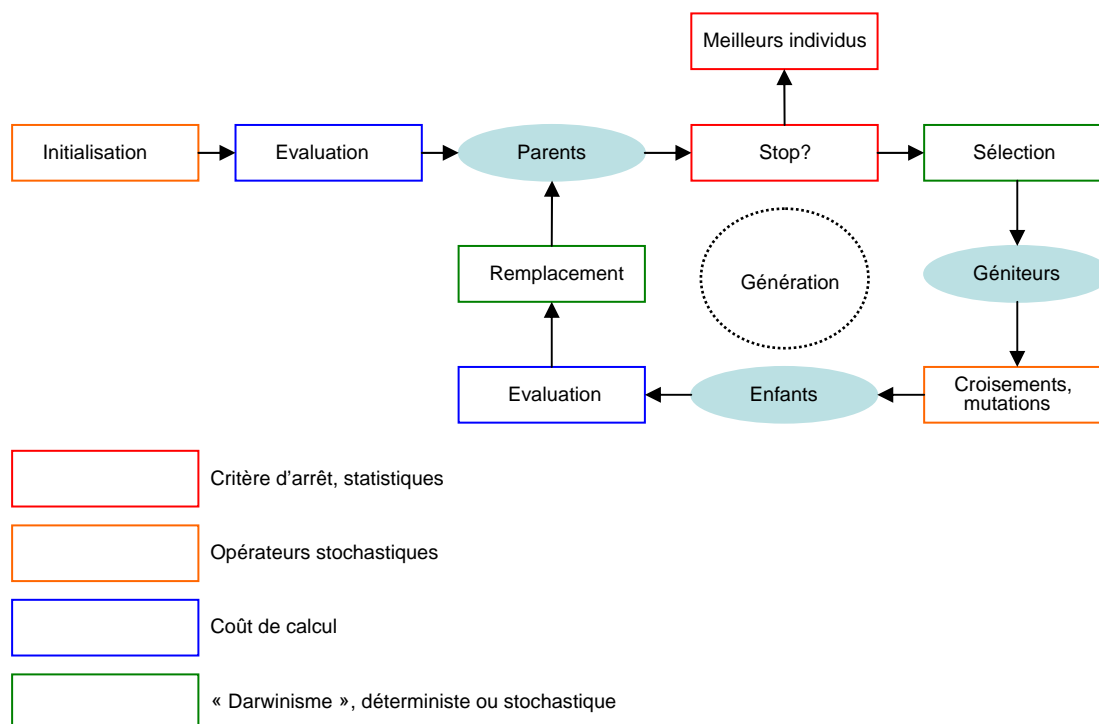 Meilleurs individus
Initialisation
Evaluation
Parents
Stop?
Sélection
Remplacement
Génération
Géniteurs
Evaluation
Enfants
Croisements,
mutations
Critère d’arrêt, statistiques
Opérateurs stochastiques
Coût de calcul
« Darwinisme », déterministe ou stochastique